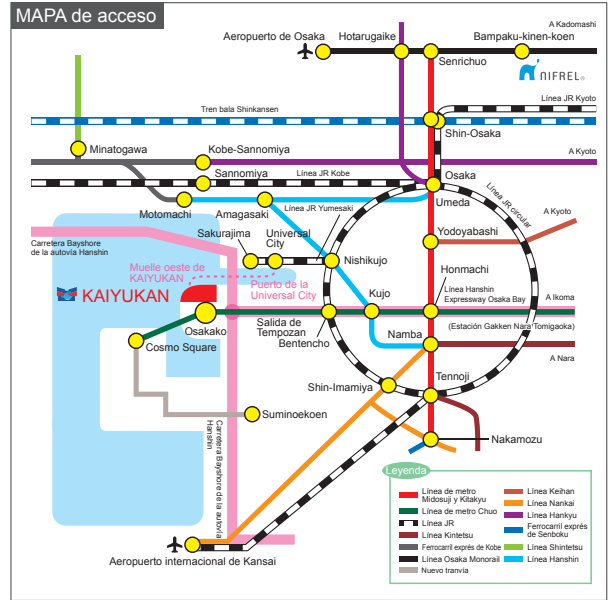 MAPA de acceso
A Kadomashi
Aeropuerto de Osaka
Hotarugaike
Bampaku-kinen-koen
Senrichuo
NIFREL
Línea JR Kyoto
Tren bala Shinkansen
Shin-Osaka
Minatogawa
Kobe-Sannomiya
A Kyoto
Sannomiya
Línea JR Kobe
Osaka
Línea JR circular
Motomachi
Amagasaki
Umeda
Línea JR Yumesaki
A Kyoto
Sakurajima
Universal
City
Yodoyabashi
Carretera Bayshore
de la autovía Hanshin
Nishikujo
Muelle oeste de
KAIYUKAN
Puerto de la
Universal City
Honmachi
KAIYUKAN
Kujo
Línea Hanshin
Expressway Osaka Bay
A Ikoma
Osakako
Salida de
Tempozan
Bentencho
(Estación Gakken Nara Tomigaoka)
Namba
Cosmo Square
A Nara
Tennoji
Shin-Imamiya
Suminoekoen
Nakamozu
Carretera Bayshore de la autovía
Hanshin
Aeropuerto internacional de Kansai
Leyenda
Línea de metro
Midosuji y Kitakyu
Línea de metro Chuo
Línea JR
Línea Kintetsu
Ferrocarril exprés de Kobe
Línea Osaka Monorail
Nuevo tranvía
Línea Keihan
Línea Nankai
Línea Hankyu
Ferrocarril exprés
de Senboku
Línea Shintetsu
Línea Hanshin